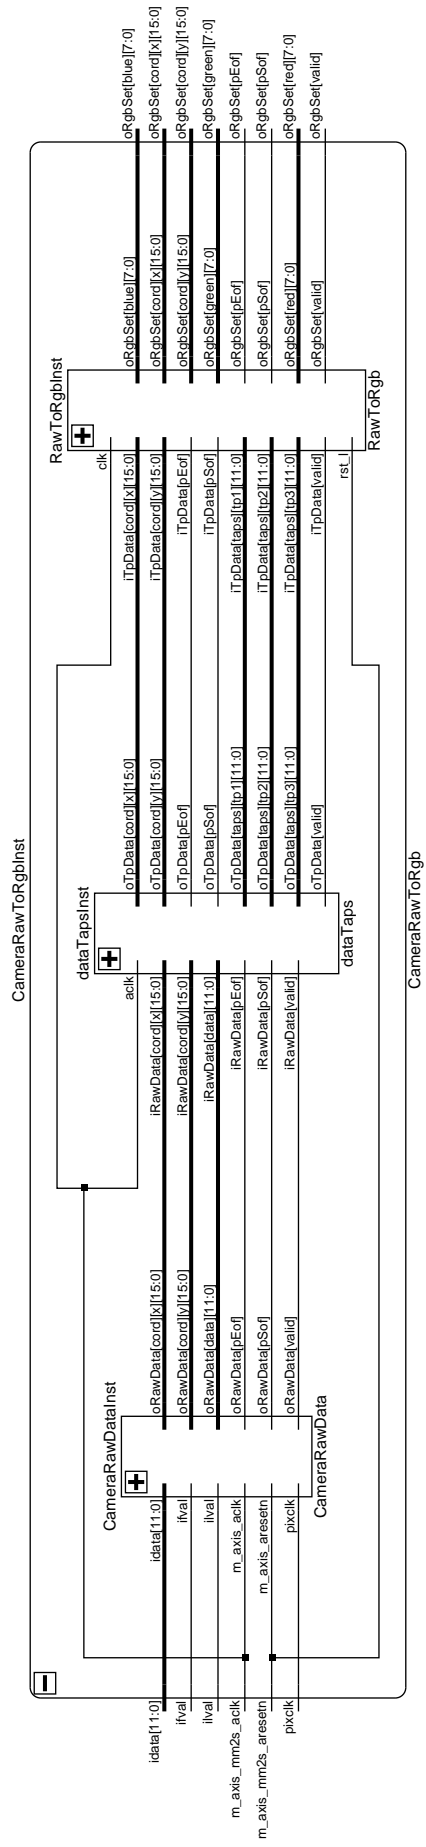 CameraRawToRgbInst
idata[11:0]
ifval
ilval
m_axis_mm2s_aclk
m_axis_mm2s_aresetn
pixclk
CameraRawDataInst
idata[11:0]
ifval
ilval
m_axis_aclk
m_axis_aresetn
pixclk
oRawData[cord][x][15:0]
oRawData[cord][y][15:0]
oRawData[data][11:0]
oRawData[pEof]
oRawData[pSof]
oRawData[valid]
CameraRawData
dataTapsInst
aclk
iRawData[cord][x][15:0]
iRawData[cord][y][15:0]
iRawData[data][11:0]
iRawData[pEof]
iRawData[pSof]
iRawData[valid]
oTpData[cord][x][15:0]
oTpData[cord][y][15:0]
oTpData[pEof]
oTpData[pSof]
oTpData[taps][tp1][11:0]
oTpData[taps][tp2][11:0]
oTpData[taps][tp3][11:0]
oTpData[valid]
dataTaps
RawToRgbInst
clk
iTpData[cord][x][15:0]
iTpData[cord][y][15:0]
iTpData[pEof]
iTpData[pSof]
iTpData[taps][tp1][11:0]
iTpData[taps][tp2][11:0]
iTpData[taps][tp3][11:0]
iTpData[valid]
rst_l
oRgbSet[blue][7:0]
oRgbSet[cord][x][15:0]
oRgbSet[cord][y][15:0]
oRgbSet[green][7:0]
oRgbSet[pEof]
oRgbSet[pSof]
oRgbSet[red][7:0]
oRgbSet[valid]
RawToRgb
oRgbSet[blue][7:0]
oRgbSet[cord][x][15:0]
oRgbSet[cord][y][15:0]
oRgbSet[green][7:0]
oRgbSet[pEof]
oRgbSet[pSof]
oRgbSet[red][7:0]
oRgbSet[valid]
CameraRawToRgb